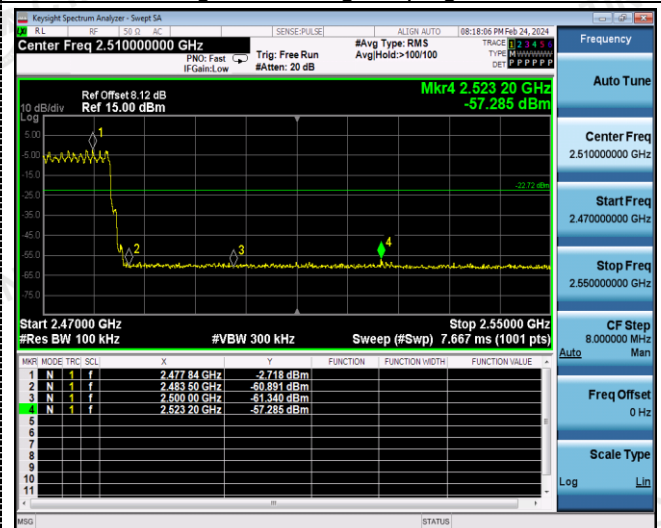 Keysight Spectrum Analyzer - Swept SA
RL RF 50 Ω AC SENSE:PULSE ALIGN AUTO 08:18:06 PM Feb 24, 2024
Center Freq 2.510000000 GHz
PNO: Fast
IFGain:Low
Trig: Free Run
#Atten: 20 dB
#Avg Type: RMS
Avg|Hold:>100/100
TRACE 1 2 3 4 5 6
TYPE M WWWWW
DET P P P P P P
Mkr4 2.523 20 GHz
-57.285 dBm
Ref Offset 8.12 dB
10 dB/div Ref 15.00 dBm
Log
5.00
-5.00
-15.0
-25.0
-35.0
-45.0
-55.0
-65.0
-75.0
1
2
3
4
-22.72 dBm
Start 2.47000 GHz Stop 2.55000 GHz
#Res BW 100 kHz #VBW 300 kHz Sweep (#Swp) 7.667 ms (1001 pts)
MKR MODE TRC SCL X Y FUNCTION FUNCTION WIDTH FUNCTION VALUE
1 N 1 f 2.477 84 GHz -2.718 dBm
2 N 1 f 2.483 50 GHz -60.891 dBm
3 N 1 f 2.500 00 GHz -61.340 dBm
4 N 1 f 2.523 20 GHz -57.285 dBm
5
6
7
8
9
10
11
MSG STATUS
Frequency
Auto Tune
Center Freq
2.510000000 GHz
Start Freq
2.470000000 GHz
Stop Freq
2.550000000 GHz
CF Step
8.000000 MHz
Auto Man
Freq Offset
0 Hz
Scale Type
Log Lin